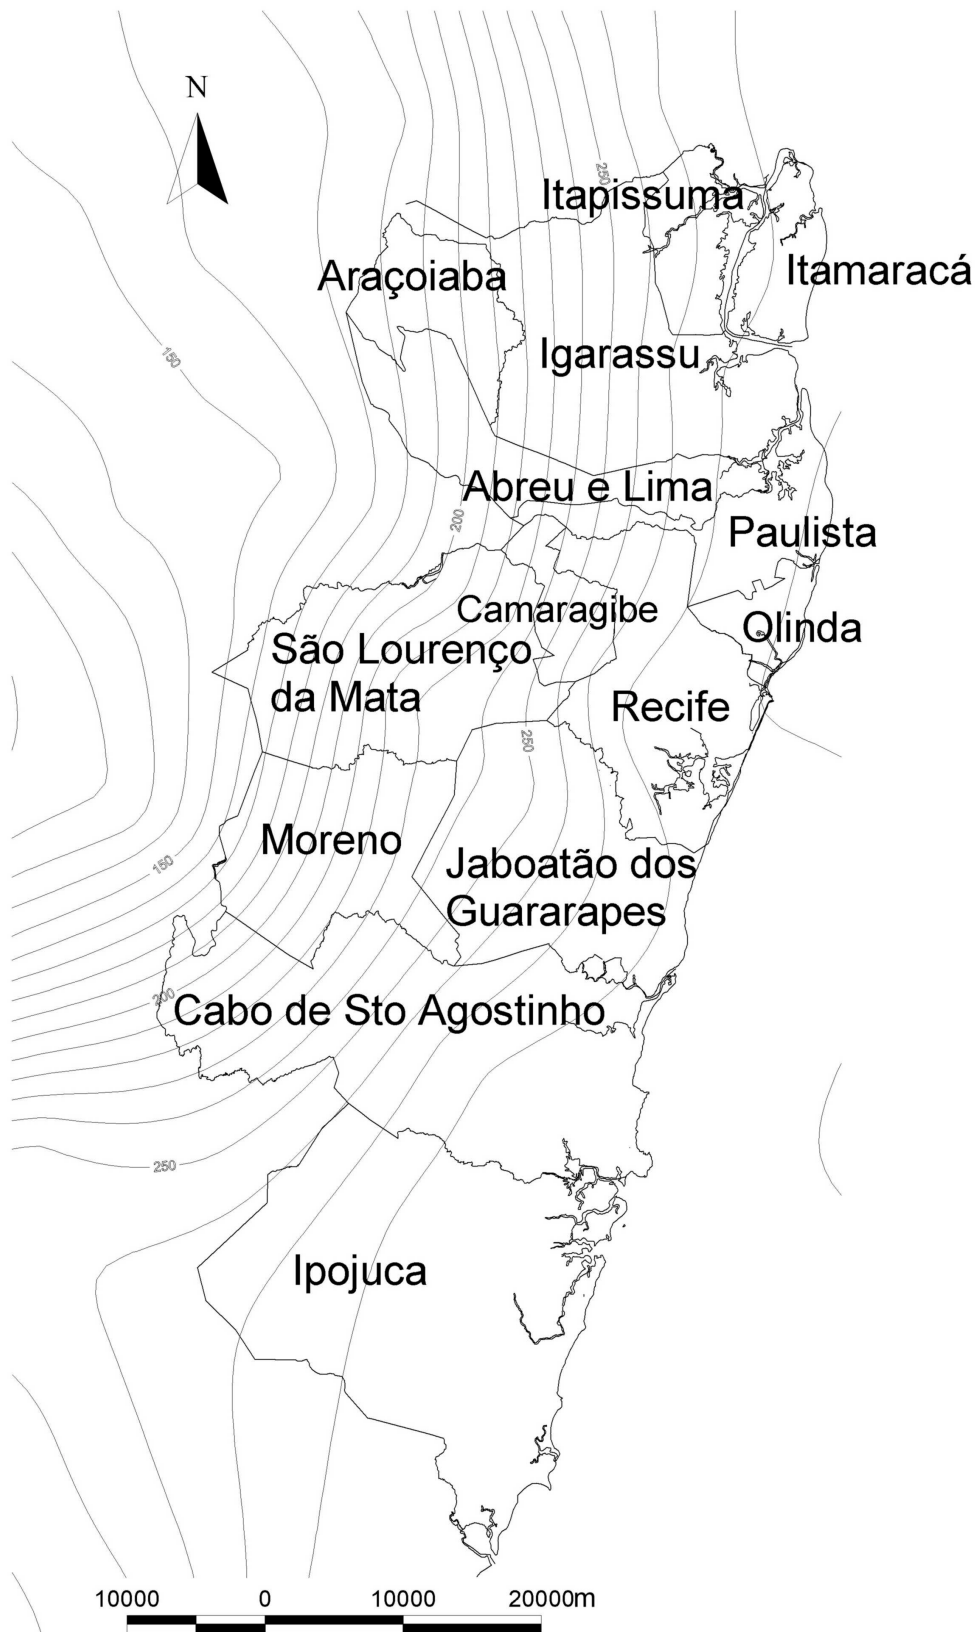 N
250
Itapissuma
Itamaracá
Araçoiaba
150
Igarassu
Abreu e Lima
200
Paulista
Camaragibe
Olinda
São Lourenço
da Mata
Recife
250
Moreno
150
Jaboatão dos
Guararapes
200
Cabo de Sto Agostinho
250
Ipojuca
10000 0 10000 20000m